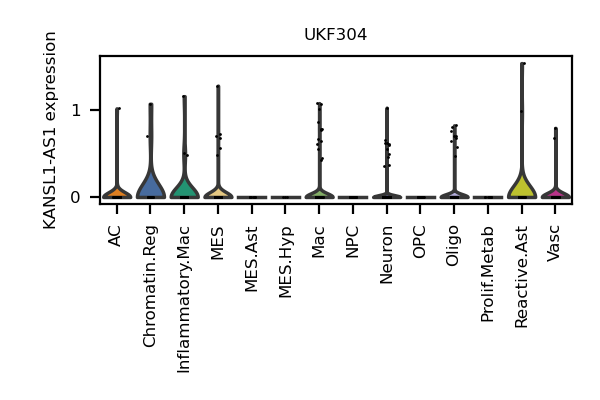 UKF304
KANSL1-AS1 expression
1
0
AC
Chromatin.Reg
Inflammatory.Mac
MES
MES.Ast
MES.Hyp
Mac
NPC
Neuron
OPC
Oligo
Prolif.Metab
Reactive.Ast
Vasc